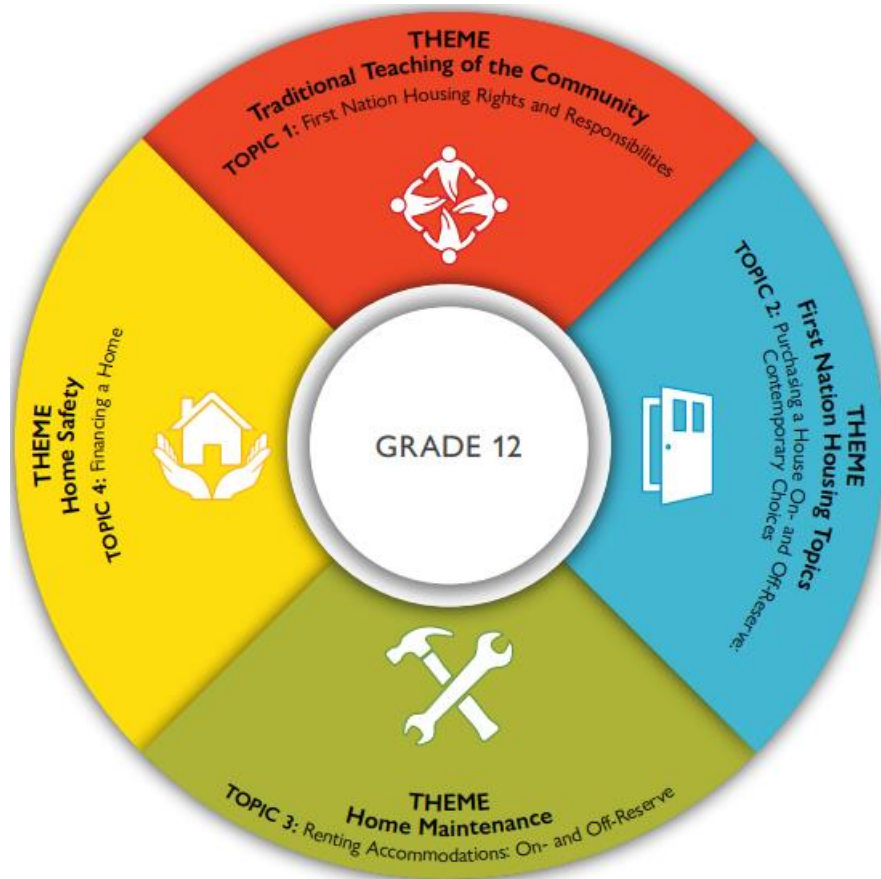 THEME
Traditional Teaching of the Community
TOPIC 1: First Nation Housing Rights and Responsibilities
THEME
First Nation Housing Topics
TOPIC 2: Purchasing a House On- and Off-Reserve:
Contemporary Choices
THEME
Home Maintenance
TOPIC 3: Renting Accommodations: On- and Off-Reserve
THEME
Home Safety
TOPIC 4: Financing a Home
GRADE 12